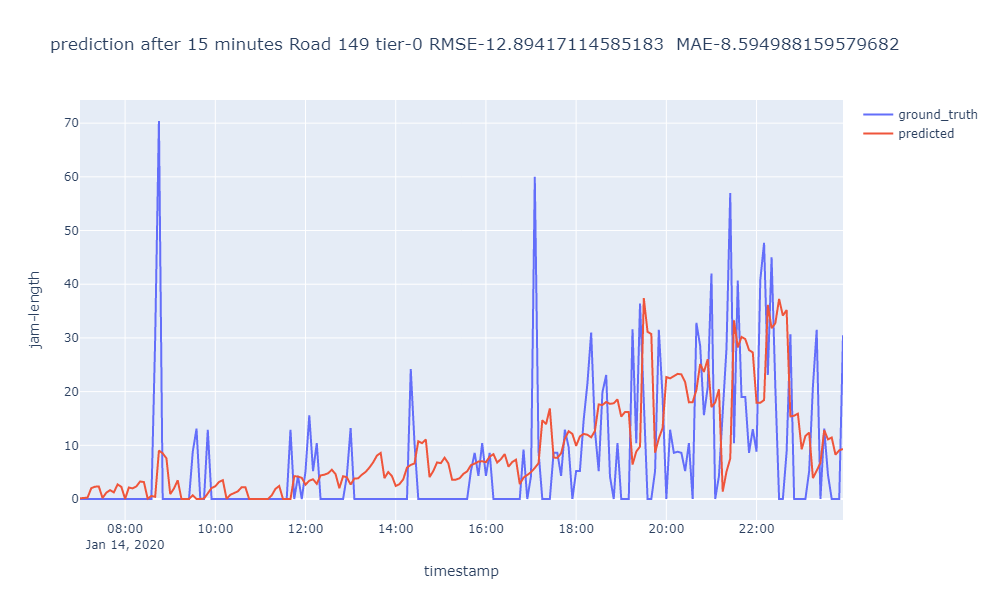 prediction after 15 minutes Road 149 tier-0 RMSE-12.89417114585183  MAE-8.594988159579682
ground_truth
predicted
70
60
50
40
30
20
10
0
jam-length
08:00 10:00 12:00 14:00 16:00 18:00 20:00 22:00
Jan 14, 2020
timestamp